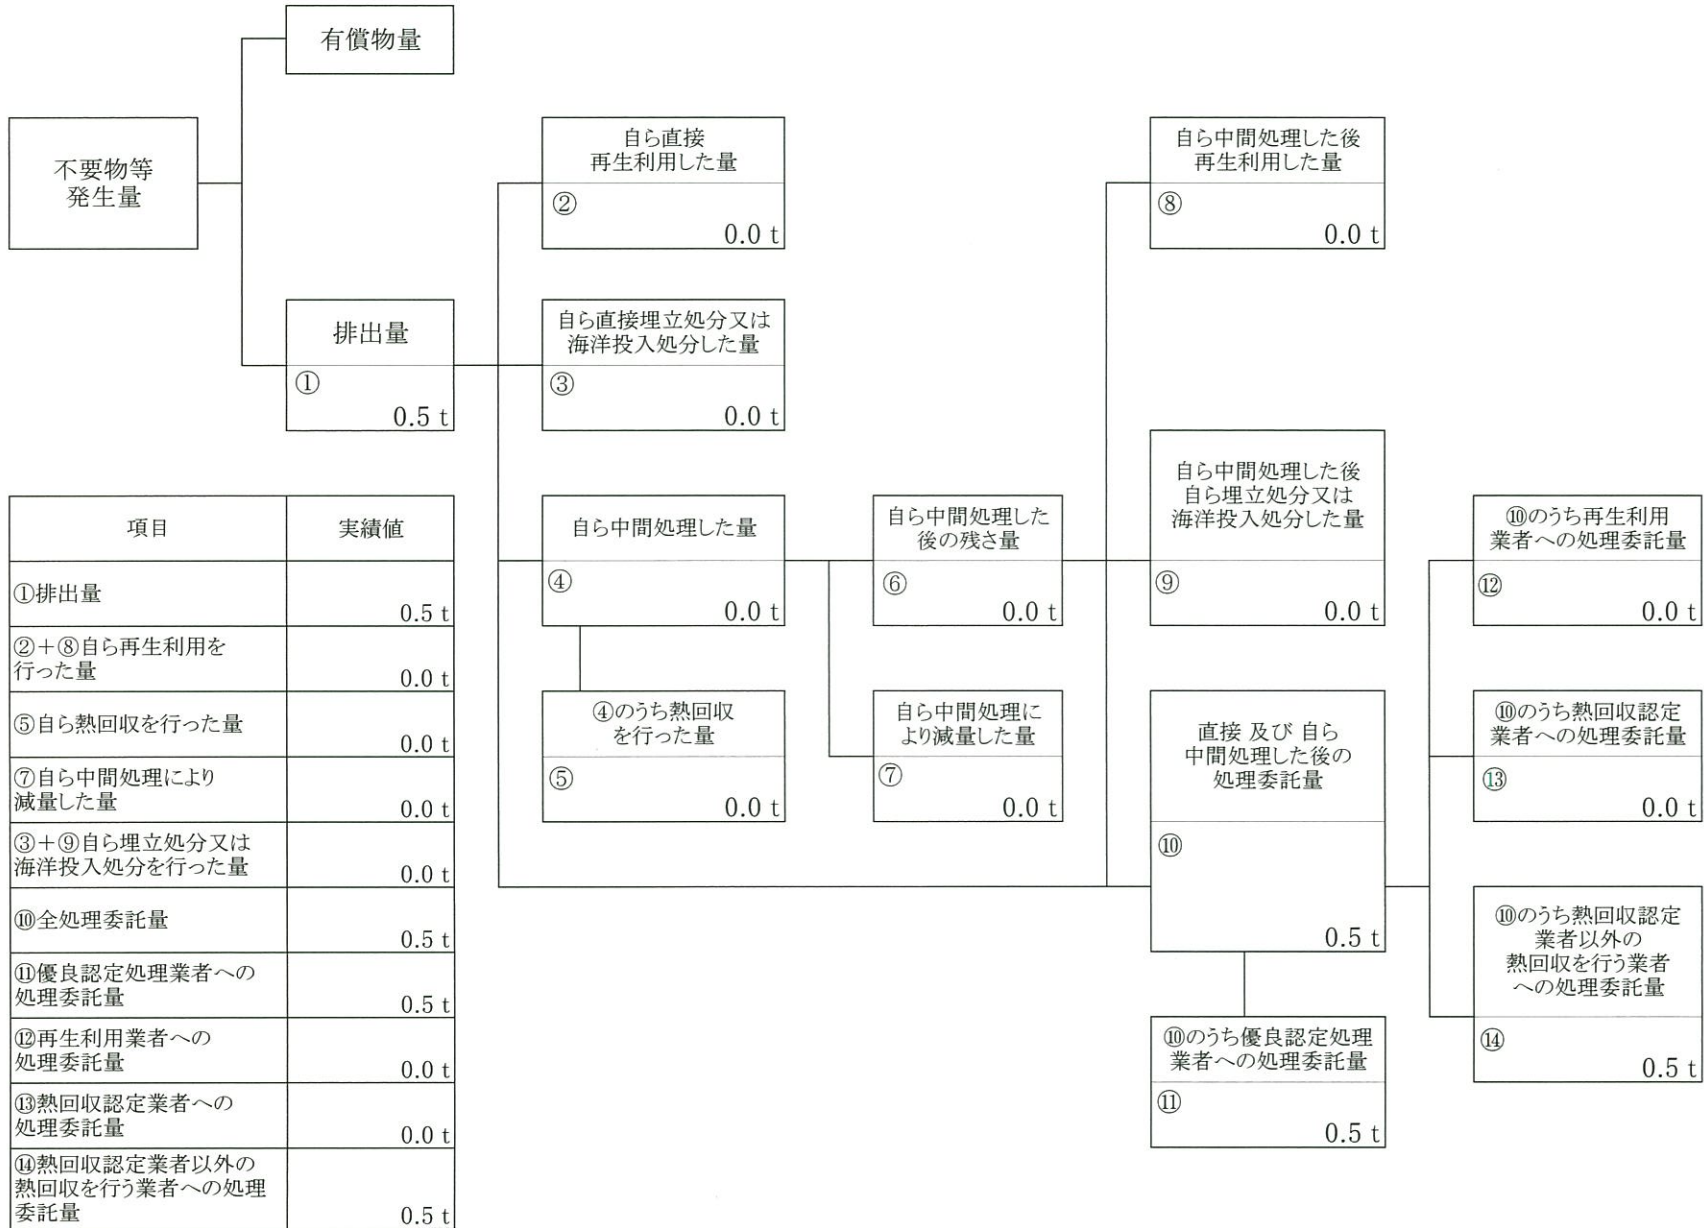 有償物量
不要物等
発生量
自ら直接
再生利用した量
②
0.0 t
自ら中間処理した後
再生利用した量
⑧
0.0 t
排出量
①
0.5 t
自ら直接埋立処分又は
海洋投入処分した量
③
0.0 t
自ら中間処理した量
④
0.0 t
自ら中間処理した
後の残さ量
⑥
0.0 t
自ら中間処理した後
自ら埋立処分又は
海洋投入処分した量
⑨
0.0 t
⑩のうち再生利用
業者への処理委託量
⑫
0.0 t
④のうち熱回収
を行った量
⑤
0.0 t
自ら中間処理に
より減量した量
⑦
0.0 t
直接 及び 自ら
中間処理した後の
処理委託量
⑩
0.5 t
⑩のうち熱回収認定
業者への処理委託量
⑬
0.0 t
⑩のうち優良認定処理
業者への処理委託量
⑪
0.5 t
⑩のうち熱回収認定
業者以外の
熱回収を行う業者
への処理委託量
⑭
0.5 t
項目 実績値
①排出量
0.5 t
②＋⑧自ら再生利用を
行った量
0.0 t
⑤自ら熱回収を行った量
0.0 t
⑦自ら中間処理により
減量した量
0.0 t
③＋⑨自ら埋立処分又は
海洋投入処分を行った量
0.0 t
⑩全処理委託量
0.5 t
⑪優良認定処理業者への
処理委託量
0.5 t
⑫再生利用業者への
処理委託量
0.0 t
⑬熱回収認定業者への
処理委託量
0.0 t
⑭熱回収認定業者以外の
熱回収を行う業者への処理
委託量
0.5 t